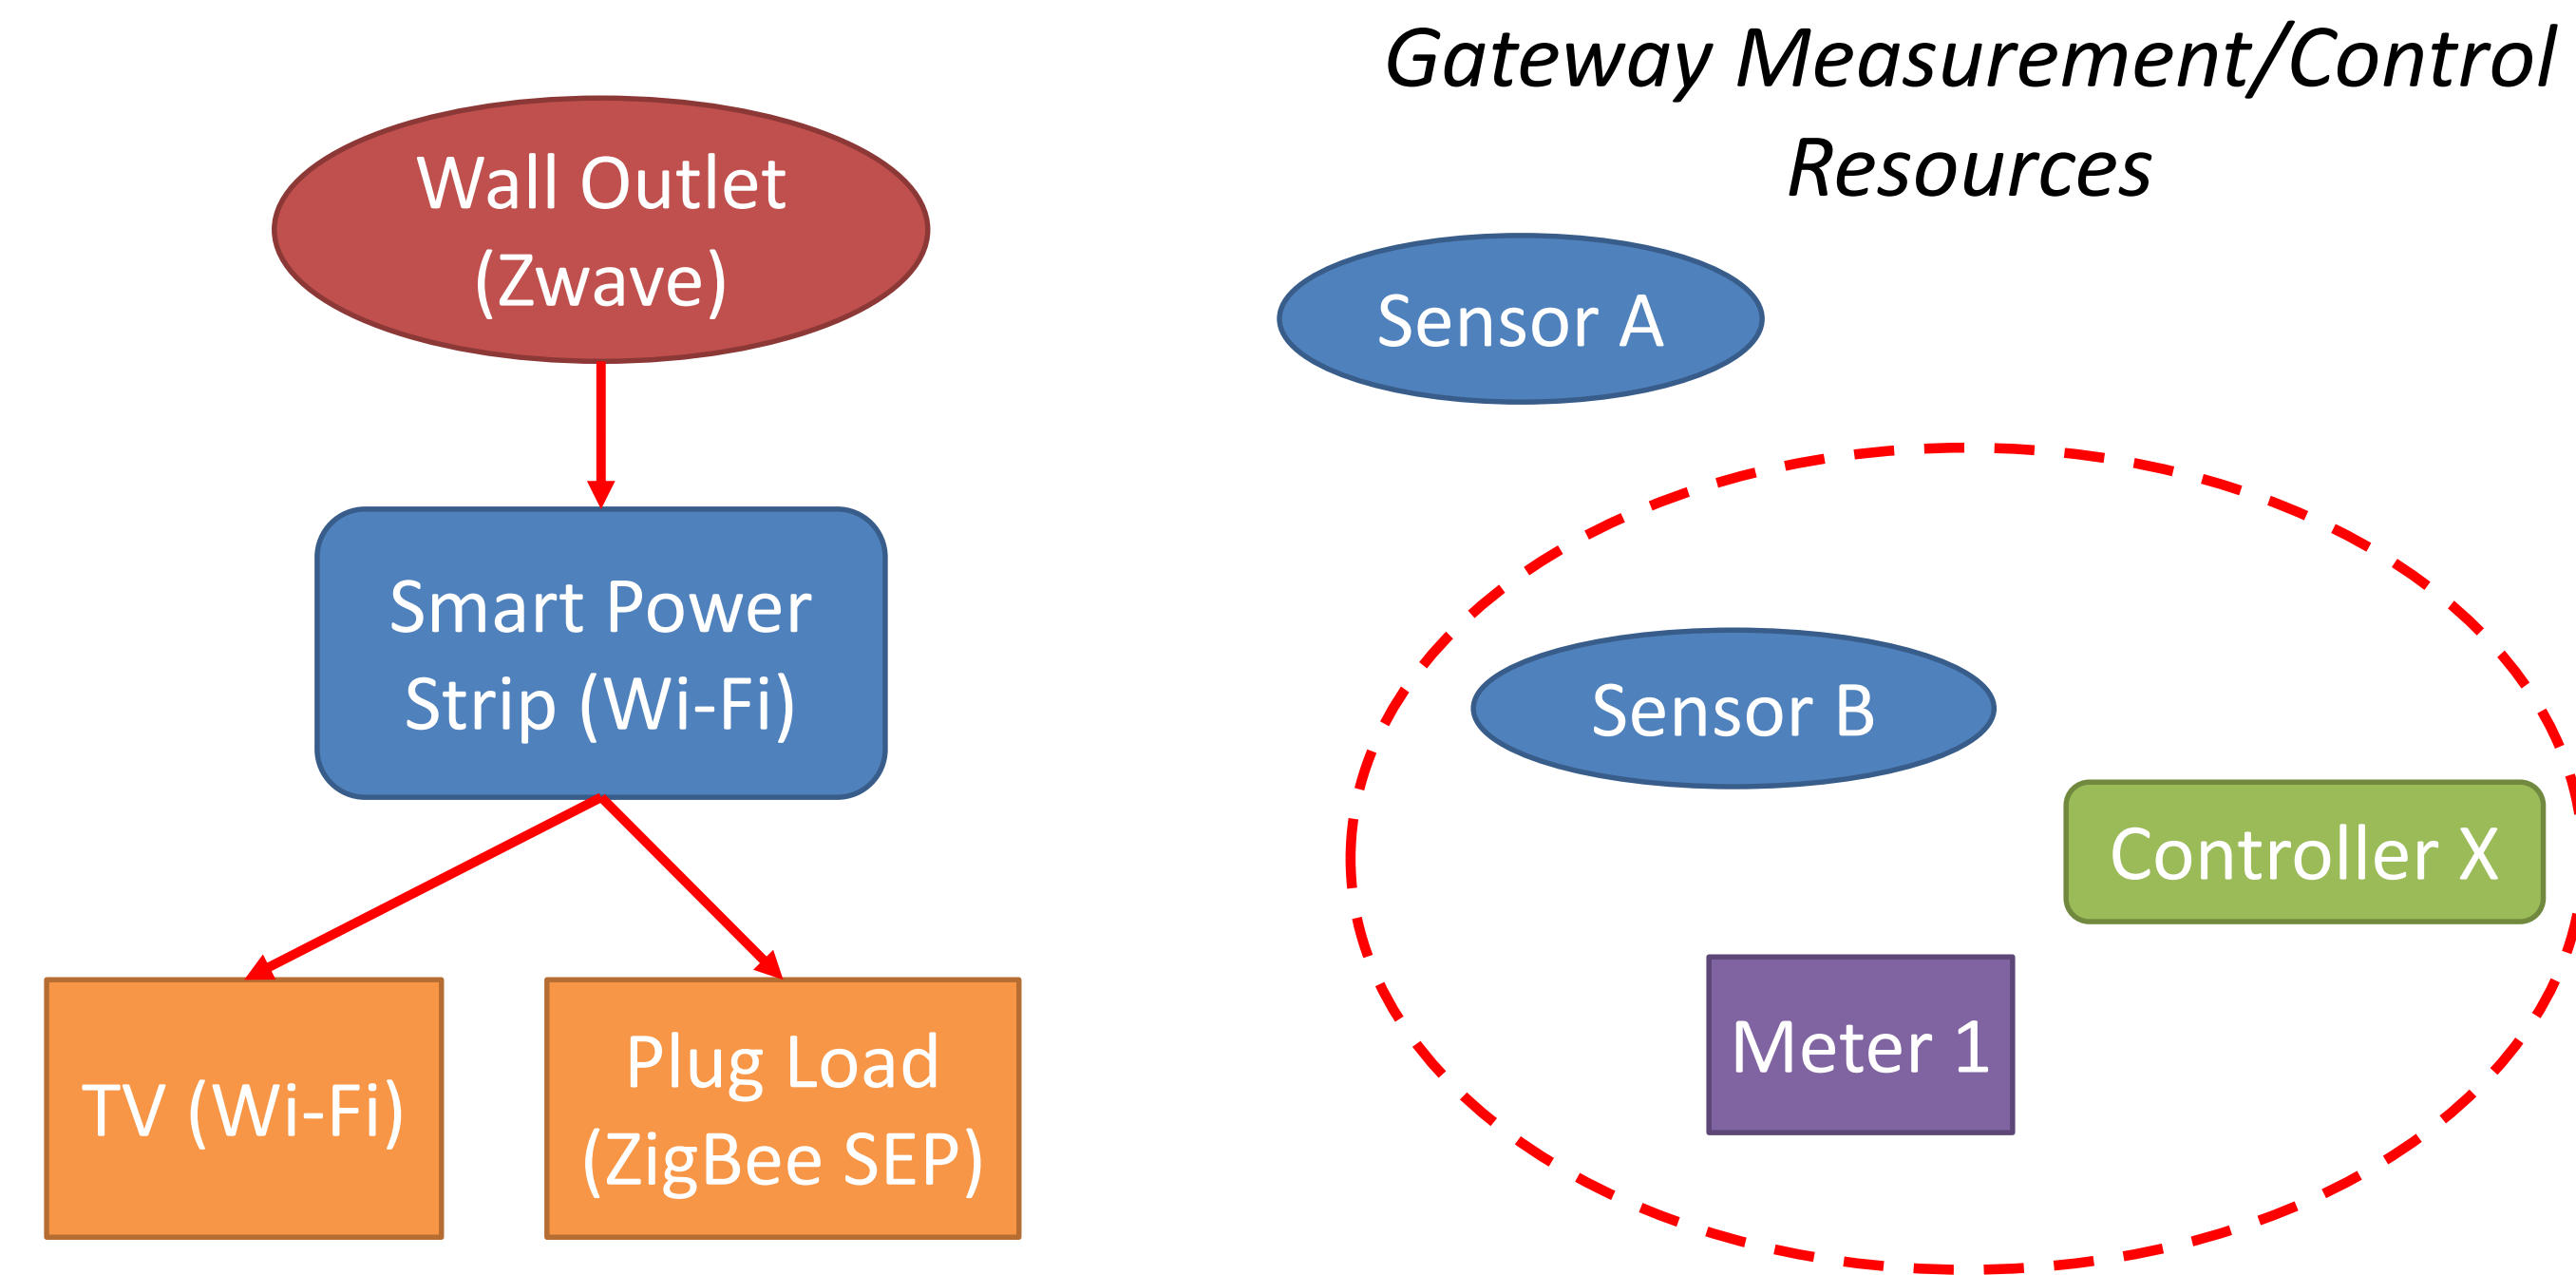 Gateway Measurement/Control
Resources
Wall Outlet
(Zwave)
Sensor A
Smart Power
Strip (Wi-Fi)
Sensor B
Controller X
TV (Wi-Fi)
Plug Load
(ZigBee SEP)
Meter 1